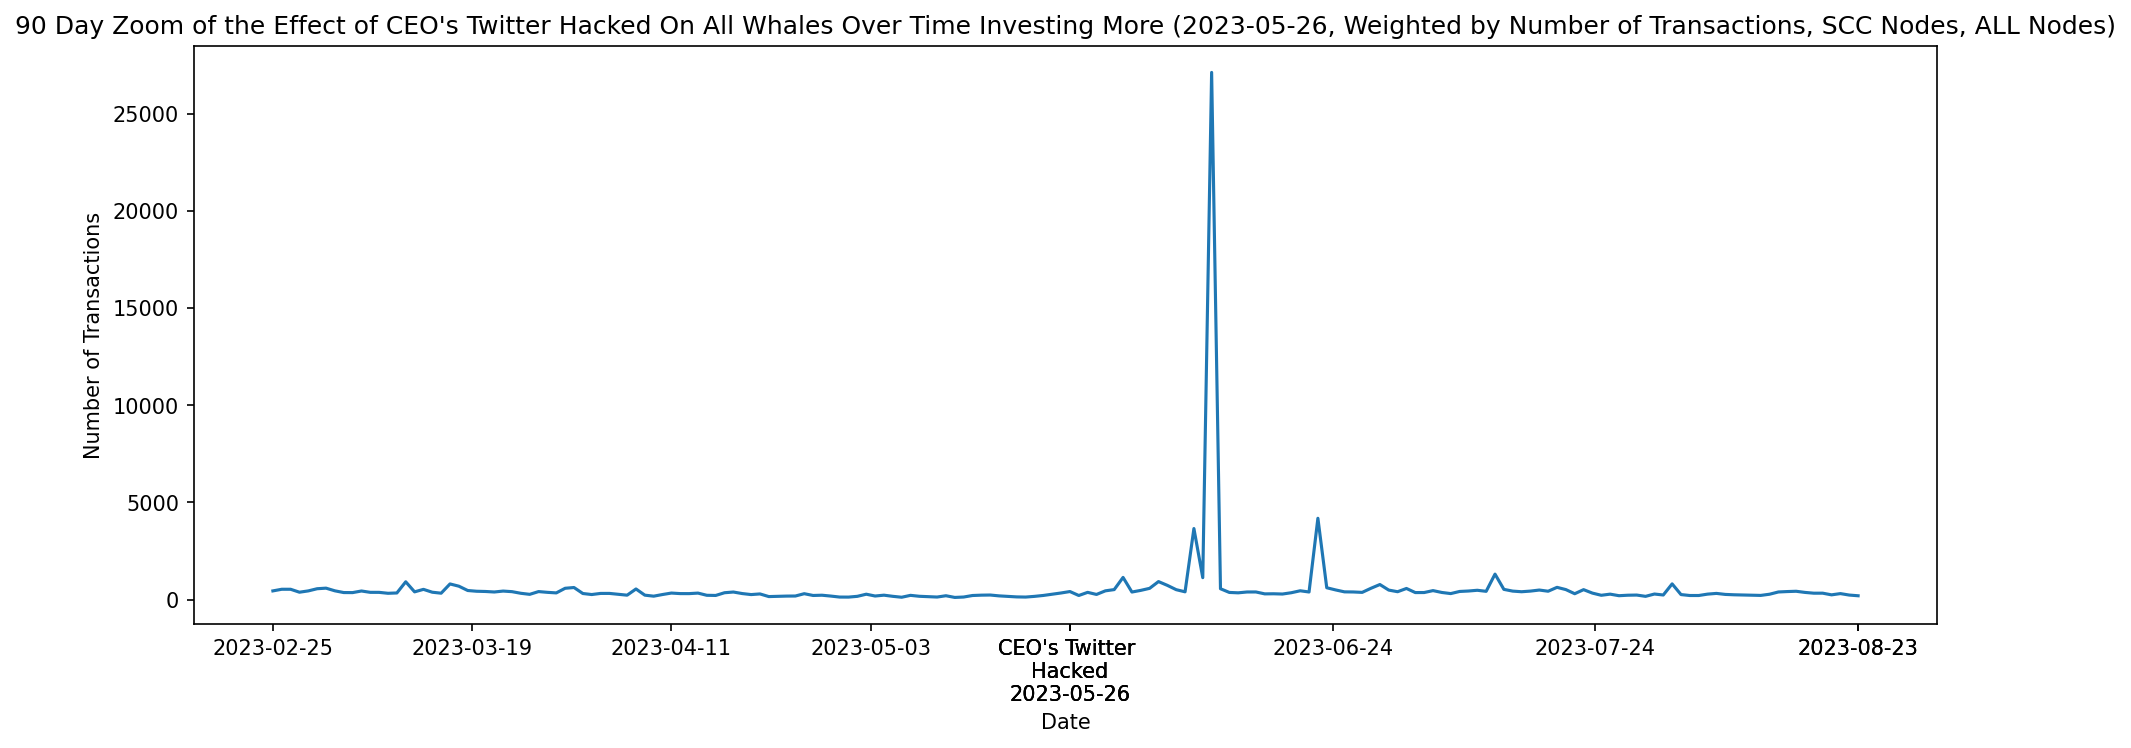 90 Day Zoom of the Effect of CEO's Twitter Hacked On All Whales Over Time Investing More (2023-05-26, Weighted by Number of Transactions, SCC Nodes, ALL Nodes)
Number of Transactions
25000
20000
15000
10000
5000
0
2023-02-25
2023-03-19
2023-04-11
2023-05-03
CEO's Twitter
Hacked
2023-05-26
2023-06-24
2023-07-24
2023-08-23
Date